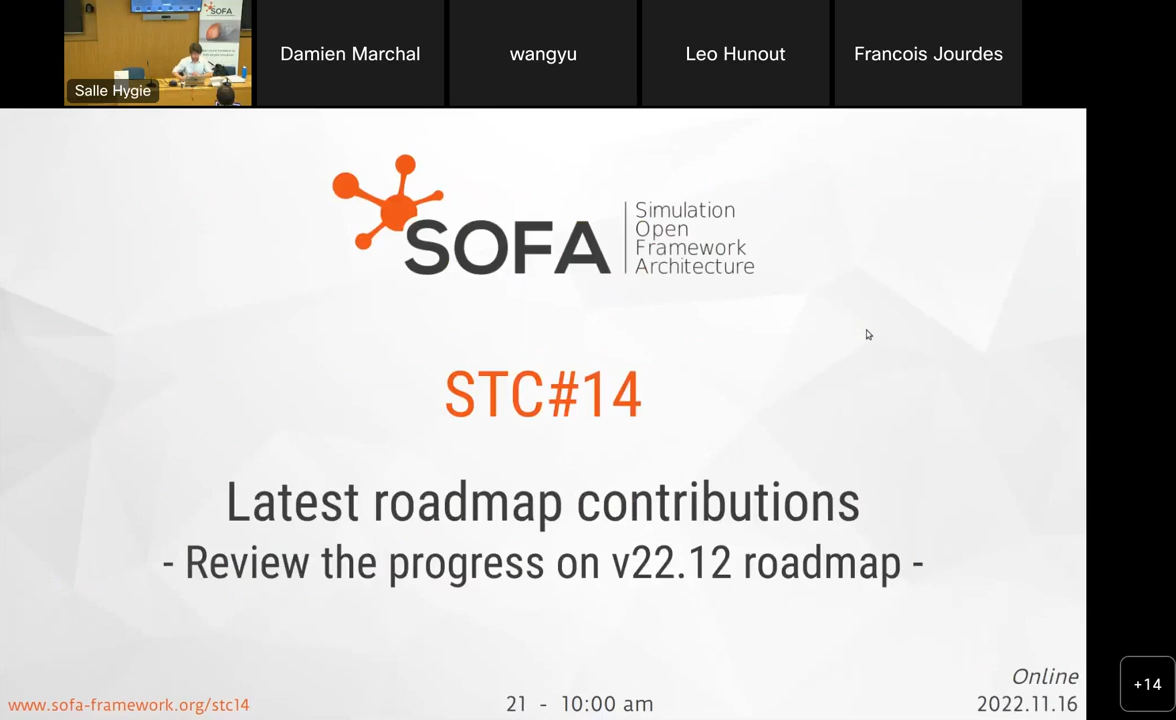 SOFA
Salle Hygie
Damien Marchal
wangyu
Leo Hunout
Francois Jourdes
SOFA
Simulation
Open
Framework
Architecture
STC#14
Latest roadmap contributions
- Review the progress on v22.12 roadmap -
Online
www.sofa-framework.org/stc14
21 - 10:00 am
2022.11.16
+14